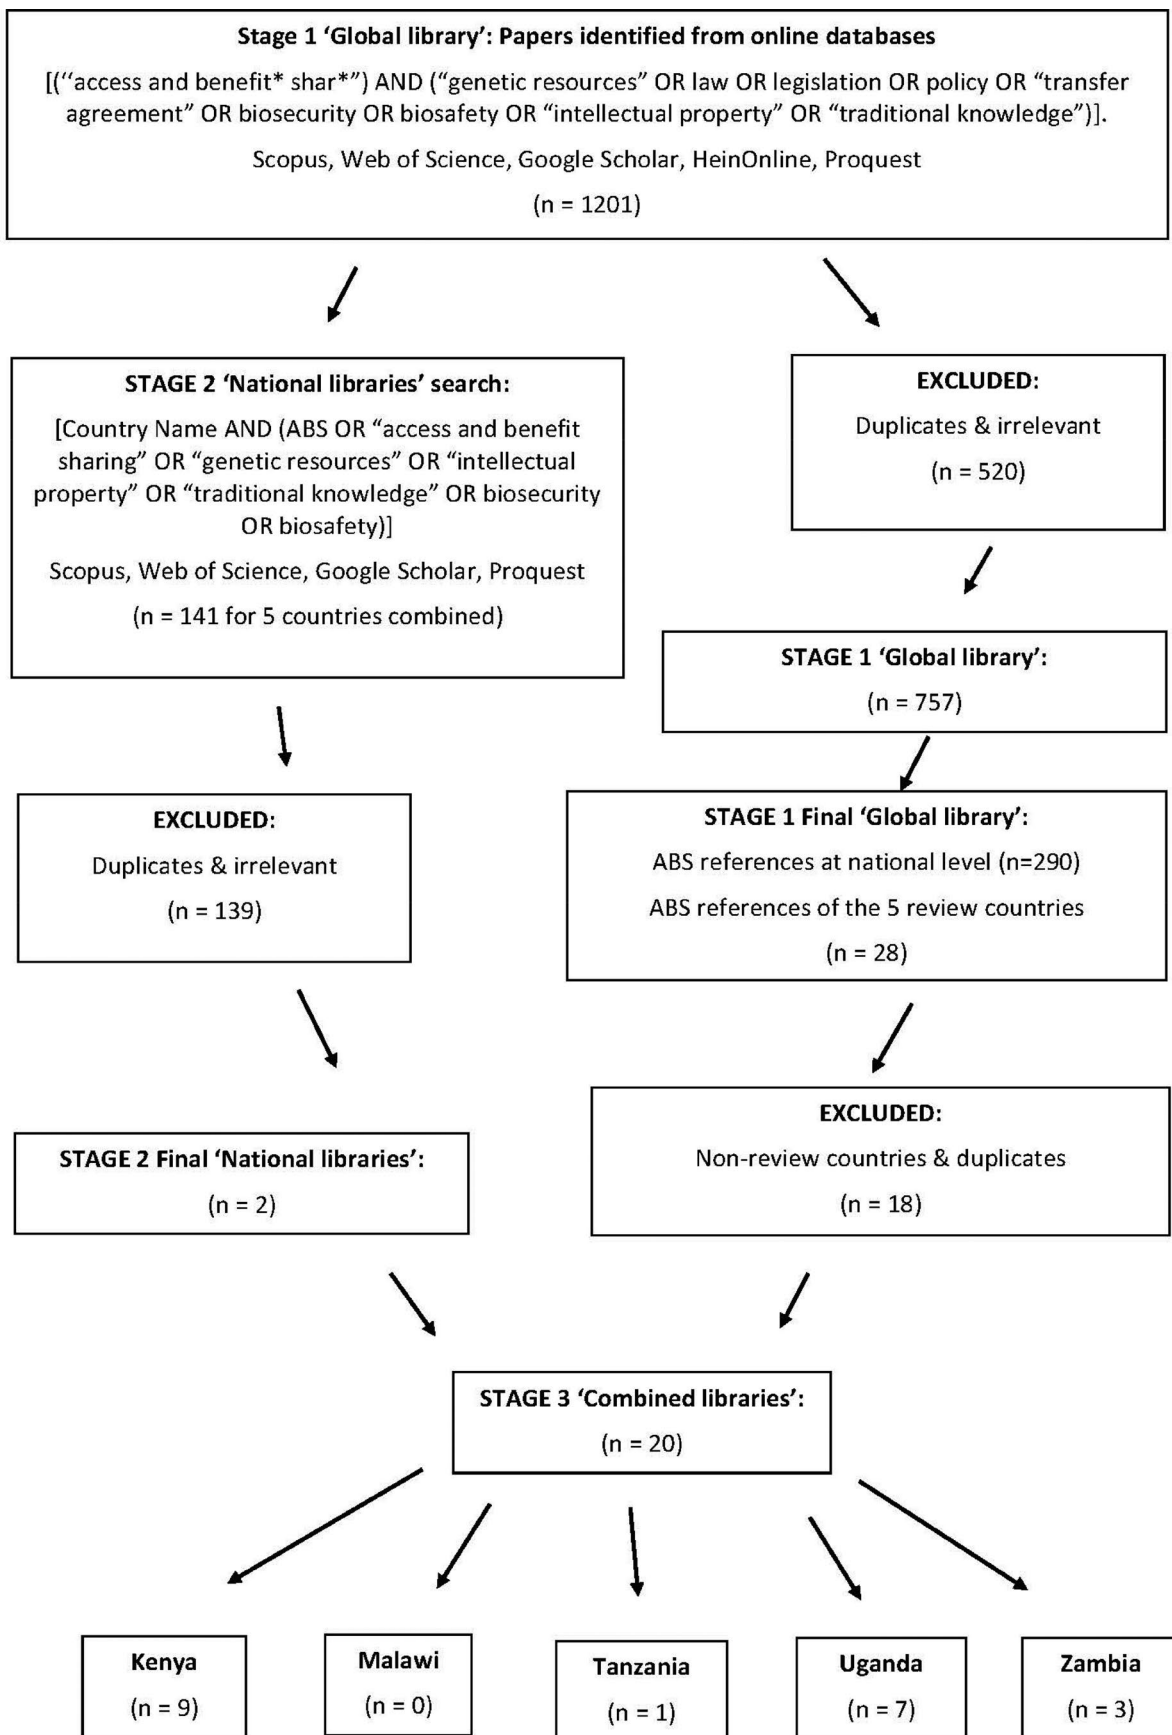 Stage 1 ‘Global library’: Papers identified from online databases
[(‘‘access and benefit* shar*”) AND (“genetic resources” OR law OR legislation OR policy OR “transfer
agreement” OR biosecurity OR biosafety OR “intellectual property” OR “traditional knowledge”)].
Scopus, Web of Science, Google Scholar, HeinOnline, Proquest
(n = 1201)
STAGE 2 ‘National libraries’ search:
[Country Name AND (ABS OR “access and benefit
sharing” OR “genetic resources” OR “intellectual
property” OR “traditional knowledge” OR biosecurity
OR biosafety)]
Scopus, Web of Science, Google Scholar, Proquest
(n = 141 for 5 countries combined)
EXCLUDED:
Duplicates & irrelevant
(n = 520)
STAGE 1 ‘Global library’:
(n = 757)
EXCLUDED:
Duplicates & irrelevant
(n = 139)
STAGE 1 Final ‘Global library’:
ABS references at national level (n=290)
ABS references of the 5 review countries
(n = 28)
STAGE 2 Final ‘National libraries’:
(n = 2)
EXCLUDED:
Non-review countries & duplicates
(n = 18)
STAGE 3 ‘Combined libraries’:
(n = 20)
Kenya
(n = 9)
Malawi
(n = 0)
Tanzania
(n = 1)
Uganda
(n = 7)
Zambia
(n = 3)